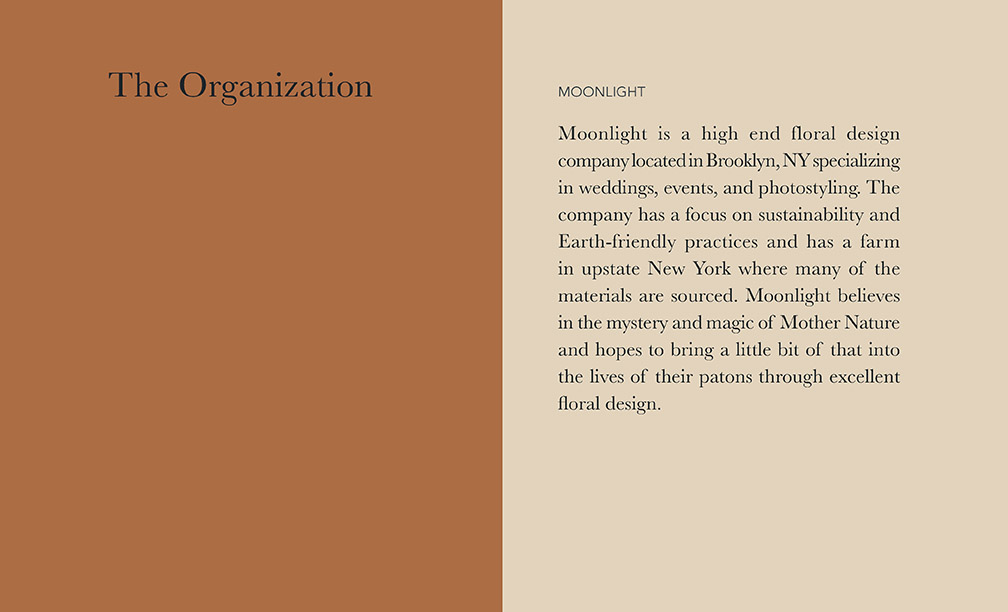 The Organization
MOONLIGHT
Moonlight is a high end floral design
company located in Brooklyn, NY specializing
in weddings, events, and photostyling. The
company has a focus on sustainability and
Earth-friendly practices and has a farm
in upstate New York where many of the
materials are sourced. Moonlight believes
in the mystery and magic of Mother Nature
and hopes to bring a little bit of that into
the lives of their patons through excellent
floral design.